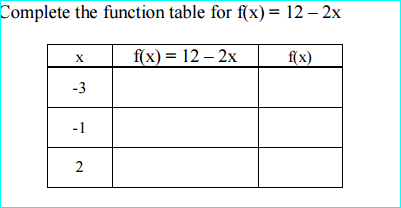 Complete the function table for f(x) = 12 – 2x
x f(x) = 12 – 2x f(x)
-3
-1
2